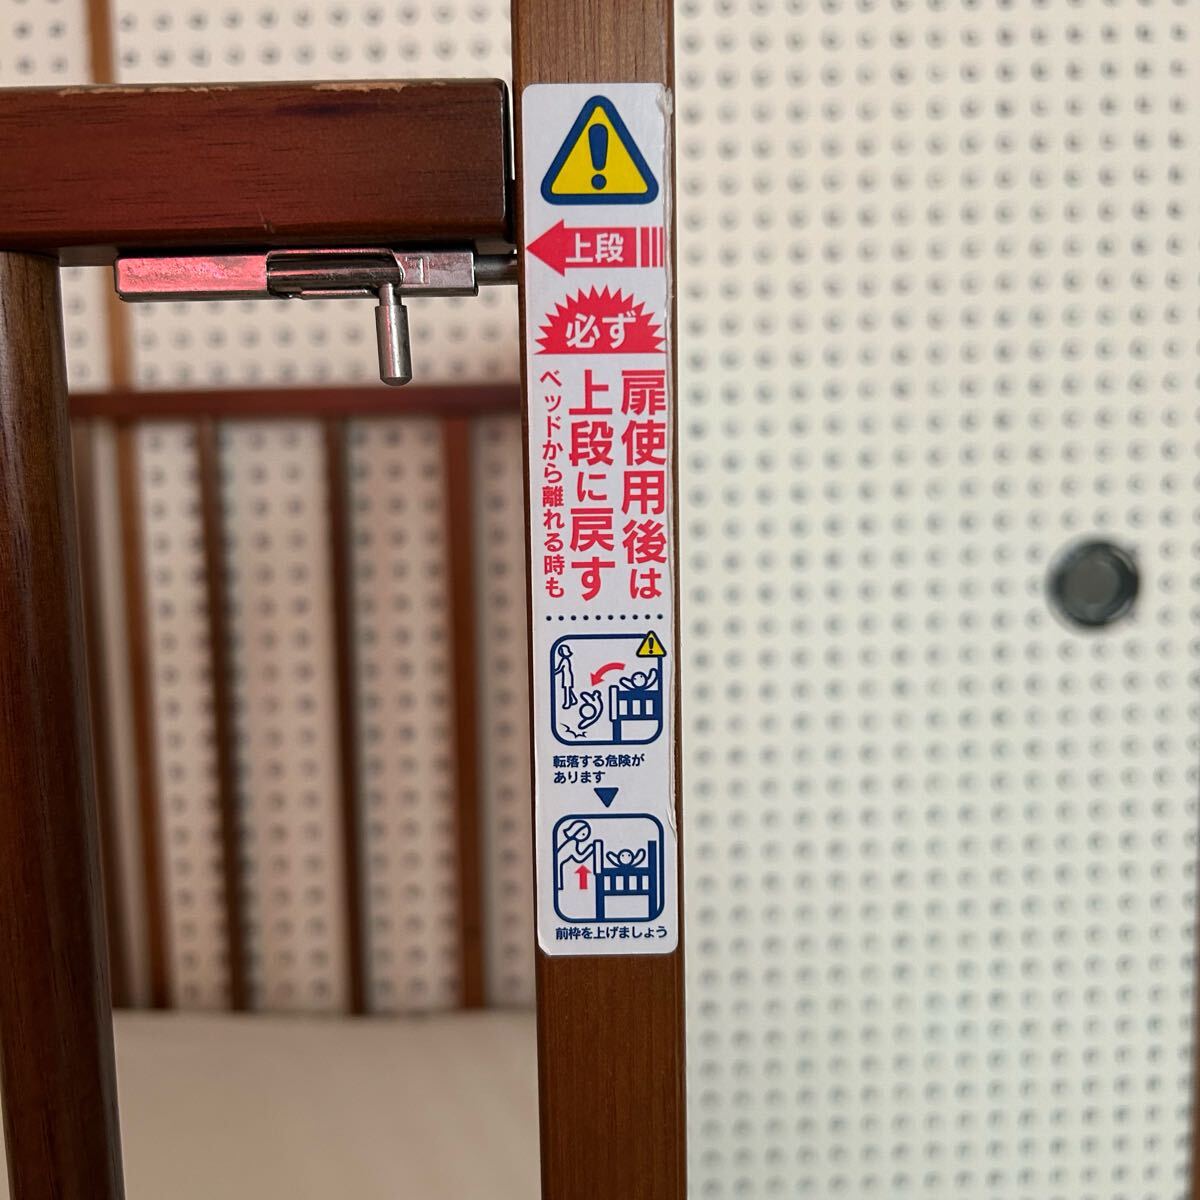 上段
必ず
扉使用後は
上段に戻す
ベッドから離れる時も
転落する危険が
あります
前枠を上げましょう